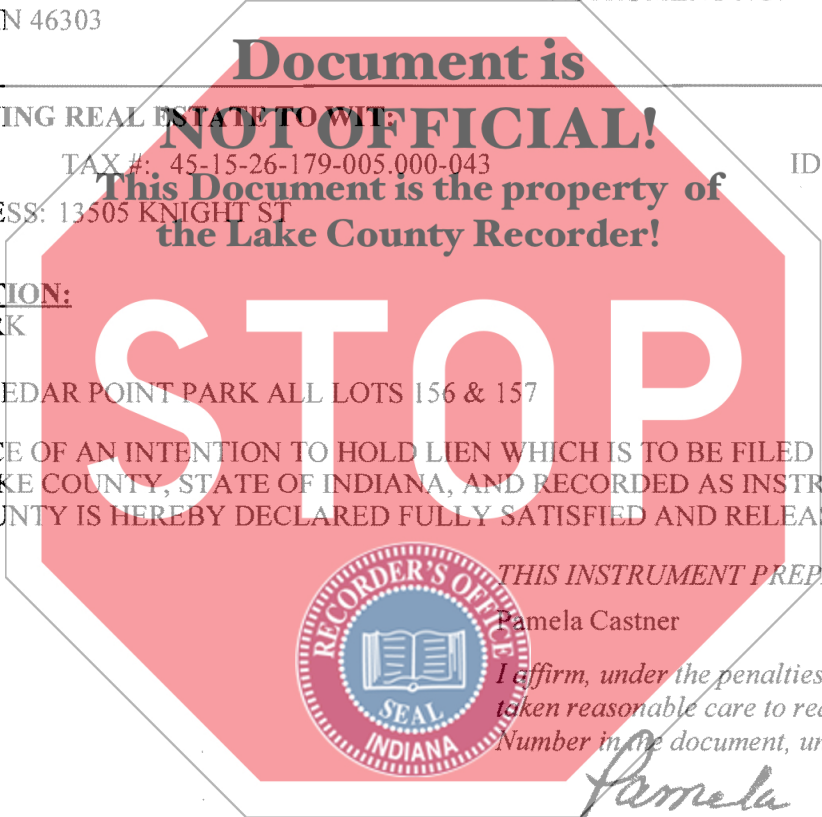 N 46303
Document is
ING REAL ESTATE TO WIT:
NOT OFFICIAL!
TAX #: 45-15-26-179-005.000-043 ID
This Document is the property of
ESS: 13505 KNIGHT ST
the Lake County Recorder!
TION:
K
STOP
EDAR POINT PARK ALL LOTS 156 & 157
CE OF AN INTENTION TO HOLD LIEN WHICH IS TO BE FILED
KE COUNTY, STATE OF INDIANA, AND RECORDED AS INSTR
UNTY IS HEREBY DECLARED FULLY SATISFIED AND RELEAS
RECORDER'S OFFICE
SEAL
INDIANA
THIS INSTRUMENT PREP
Pamela Castner
I affirm, under the penalties
taken reasonable care to red
Number in the document, un
Pamela